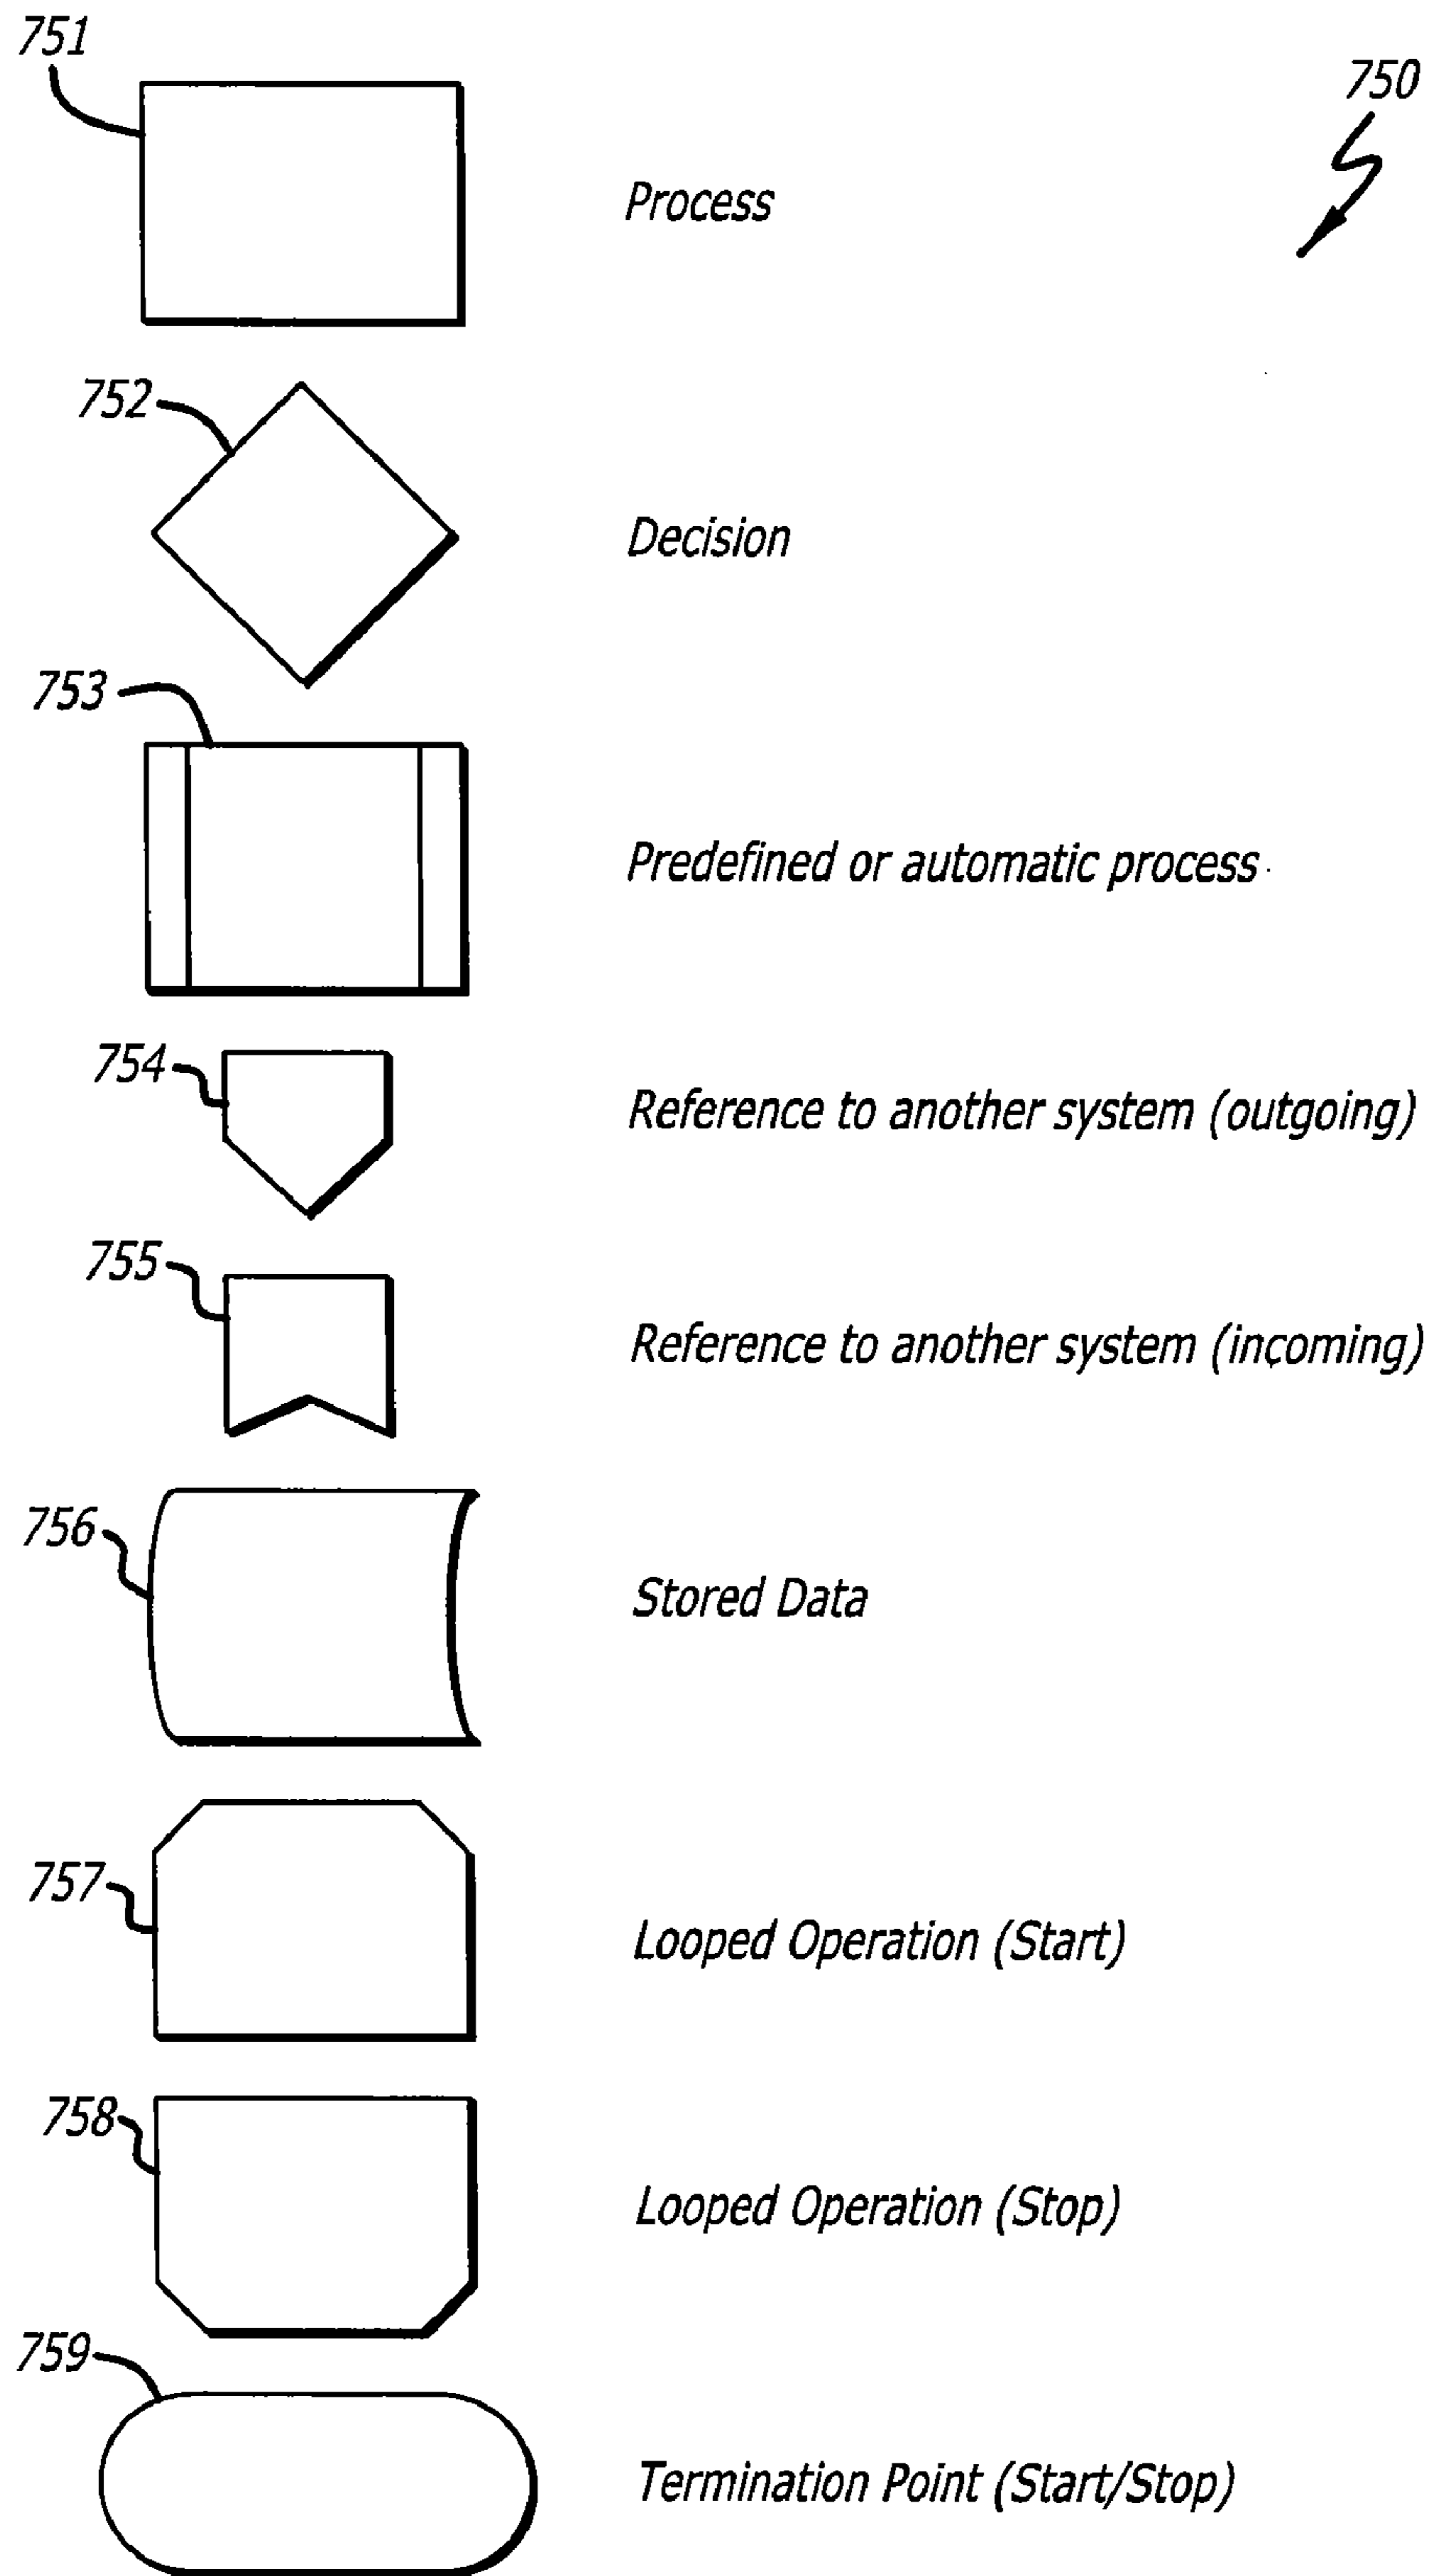 751
750
Process
752
Decision
753
Predefined or automatic process
754
Reference to another system (outgoing)
755
Reference to another system (incoming)
756
Stored Data
757
Looped Operation (Start)
758
Looped Operation (Stop)
759
Termination Point (Start/Stop)